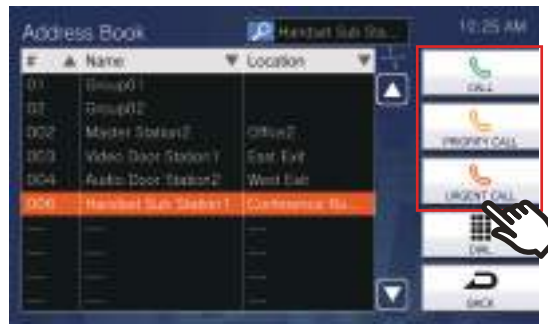 Address Book Handset Sub Sta... 10:25 AM
# ▲ Name ▼ Location ▼
01 Group01
02 Group02
002 Master Station2 Office2
003 Video Door Station1 East Exit
004 Audio Door Station2 West Exit
006 Handset Sub Station1 Conference Ro...
--- ---
--- ---
--- ---
--- ---
CALL
PRIORITY CALL
URGENT CALL
DIAL
BACK